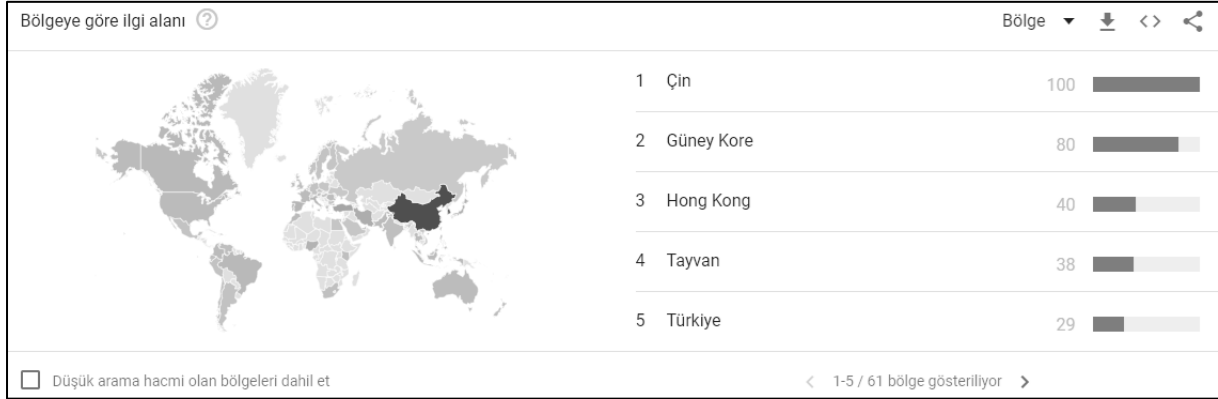 Bölgeye göre ilgi alanı
Bölge
1 Çin 100
2 Güney Kore 80
3 Hong Kong 40
4 Tayvan 38
5 Türkiye 29
Düşük arama hacmi olan bölgeleri dahil et
1-5 / 61 bölge gösteriliyor